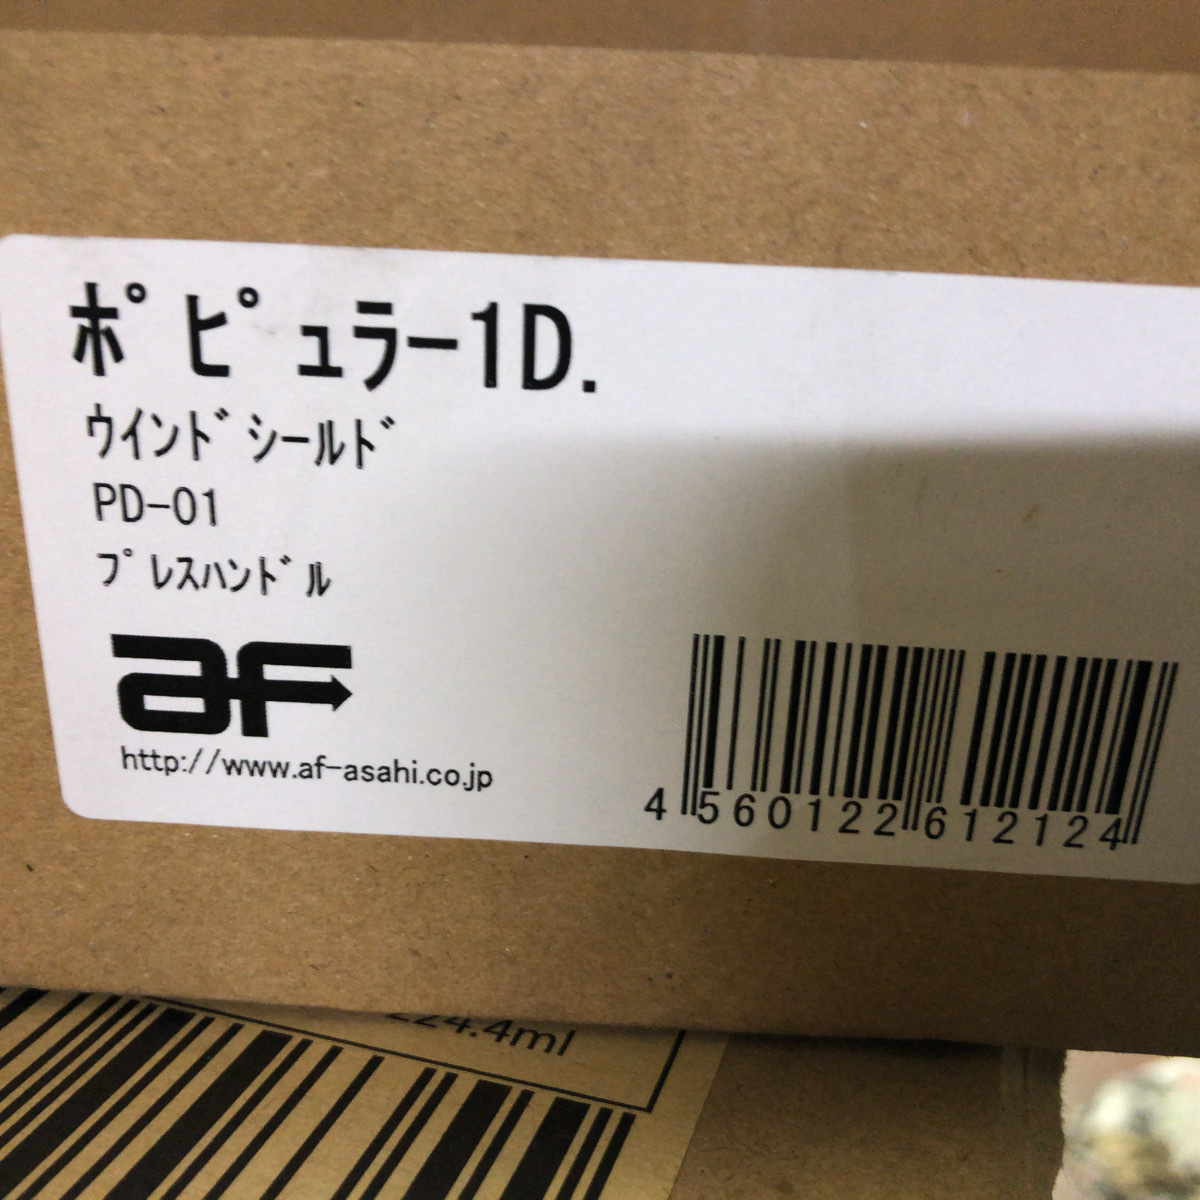 ﾎﾟﾋﾟｭﾗｰ1D.
ｳｲﾝﾄﾞｼｰﾙﾄﾞ
PD-01
ﾌﾟﾚｽﾊﾝﾄﾞﾙ
af
http://www.af-asahi.co.jp
4 560122 612124
224.4ml